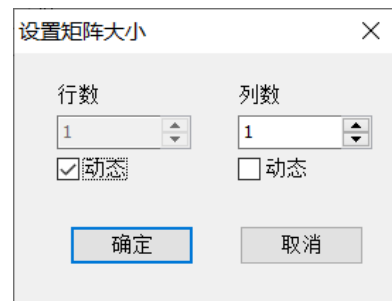 设置矩阵大小
行数 列数
1 1
动态 动态
确定 取消